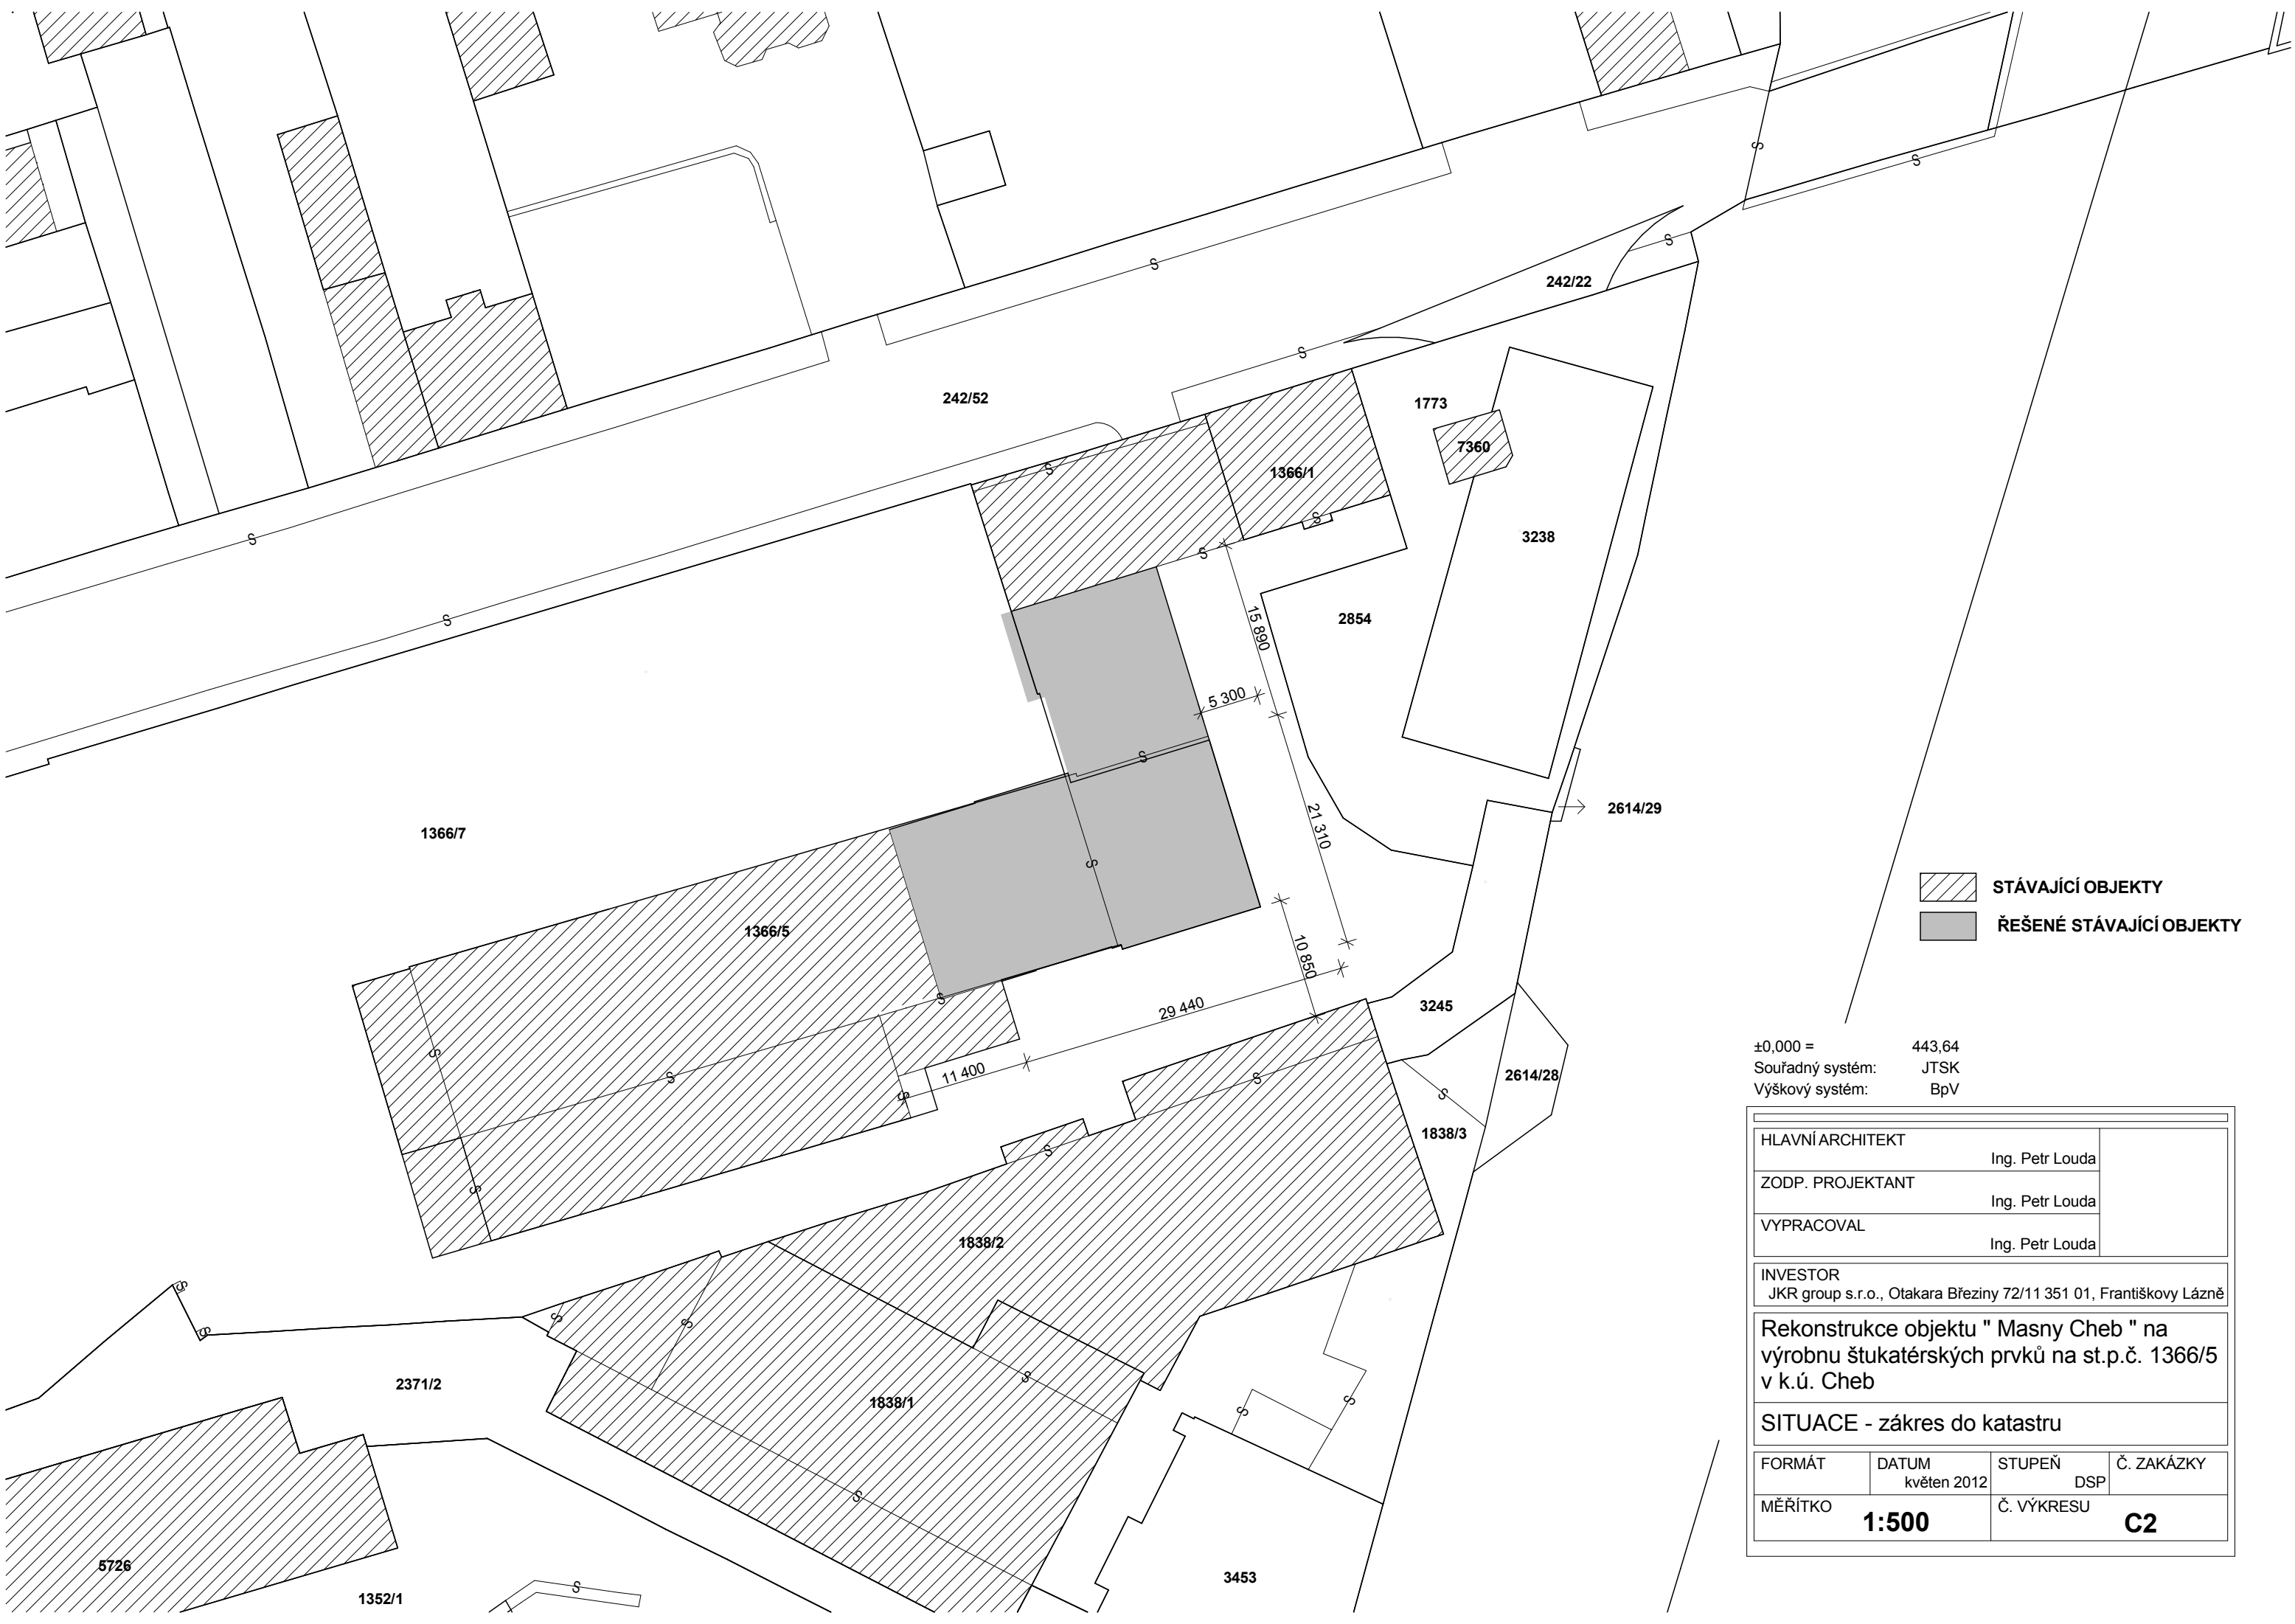 242/22
242/52
1773
7360
1366/1
3238
2854
15 890
5 300
21 310
2614/29
1366/7
STÁVAJÍCÍ OBJEKTY
ŘEŠENÉ STÁVAJÍCÍ OBJEKTY
1366/5
10 850
29 440
3245
11 400
2614/28
1838/3
1838/2
2371/2
1838/1
5726
1352/1
3453
±0,000 = 443,64
Souřadný systém: JTSK
Výškový systém: BpV
HLAVNÍ ARCHITEKT
Ing. Petr Louda
ZODP. PROJEKTANT
Ing. Petr Louda
VYPRACOVAL
Ing. Petr Louda
INVESTOR
JKR group s.r.o., Otakara Březiny 72/11 351 01, Františkovy Lázně
Rekonstrukce objektu " Masny Cheb " na
výrobnu štukatérských prvků na st.p.č. 1366/5
v k.ú. Cheb
SITUACE - zákres do katastru
FORMÁT DATUM STUPEŇ Č. ZAKÁZKY
květen 2012 DSP
MĚŘÍTKO Č. VÝKRESU
1:500 C2